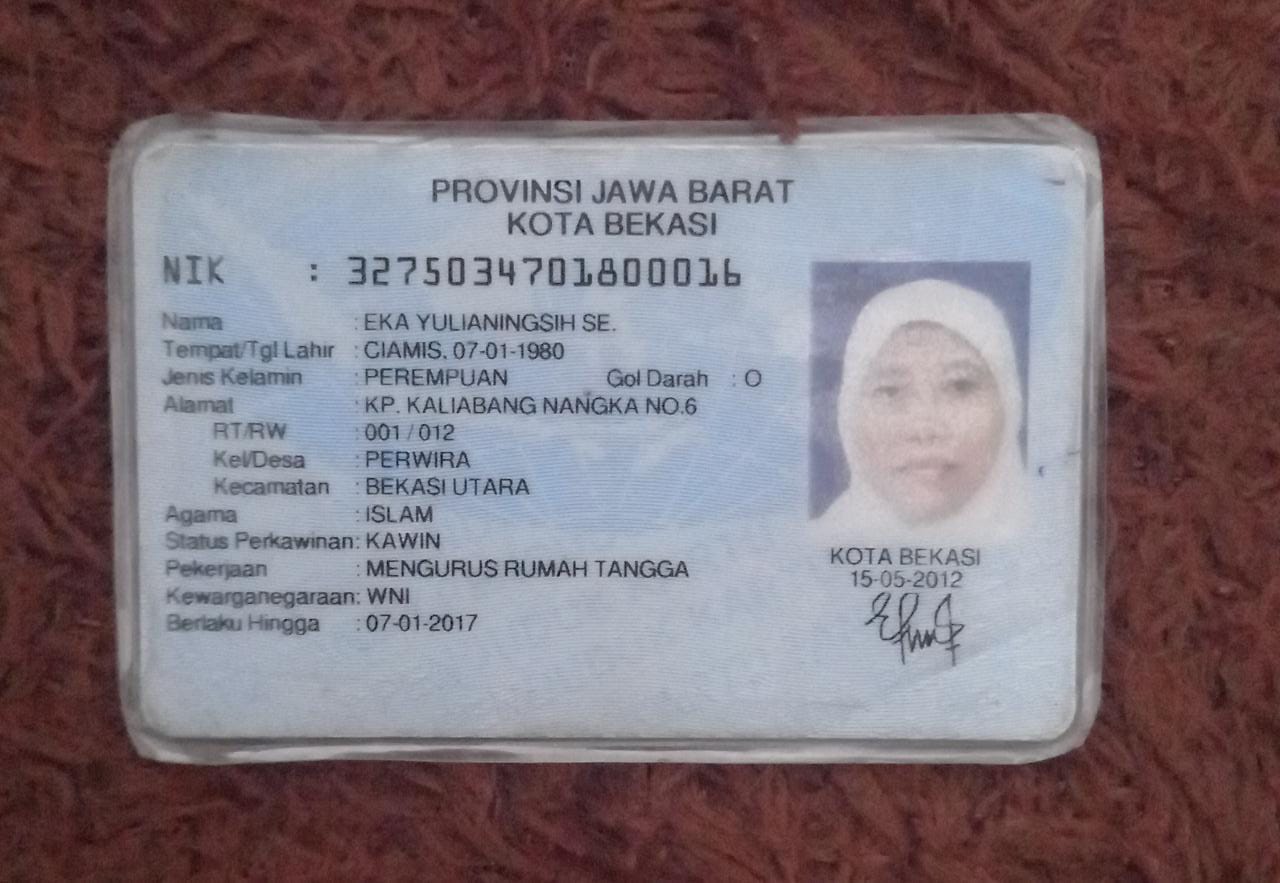 PROVINSI JAWA BARAT
KOTA BEKASI
NIK : 3275034701800016
Nama : EKA YULIANINGSIH SE.
Tempat/Tgl Lahir : CIAMIS, 07-01-1980
Jenis Kelamin : PEREMPUAN Gol Darah : O
Alamat : KP. KALIABANG NANGKA NO.6
RT/RW : 001 / 012
Kel/Desa : PERWIRA
Kecamatan : BEKASI UTARA
Agama : ISLAM
Status Perkawinan: KAWIN
Pekerjaan : MENGURUS RUMAH TANGGA
Kewarganegaraan: WNI
Berlaku Hingga : 07-01-2017
KOTA BEKASI
15-05-2012